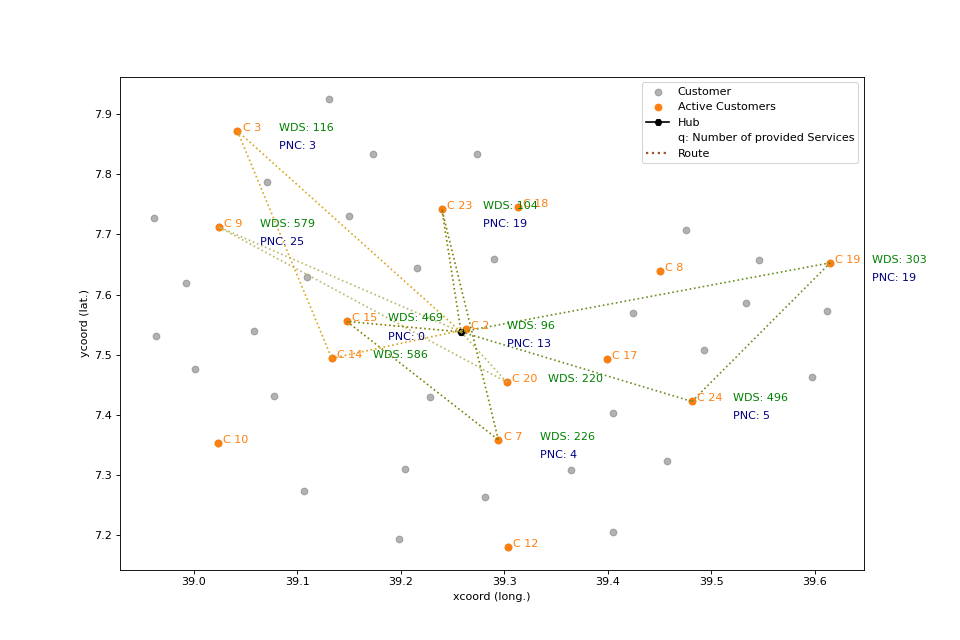 Customer
Active Customers
Hub
q: Number of provided Services
Route
7.9
7.8
7.7
7.6
7.5
7.4
7.3
7.2
ycoord (lat.)
39.0
39.1
39.2
39.3
39.4
39.5
39.6
xcoord (long.)
C 3 WDS: 116
PNC: 3
C 23 WDS: 104
PNC: 19
C 18
C 9 WDS: 579
PNC: 25
C 19 WDS: 303
PNC: 19
C 8
C 15 WDS: 469
PNC: 0
C 2 WDS: 96
PNC: 13
C 14 WDS: 586
C 17
C 20 WDS: 220
C 24 WDS: 496
PNC: 5
C 10
C 7 WDS: 226
PNC: 4
C 12